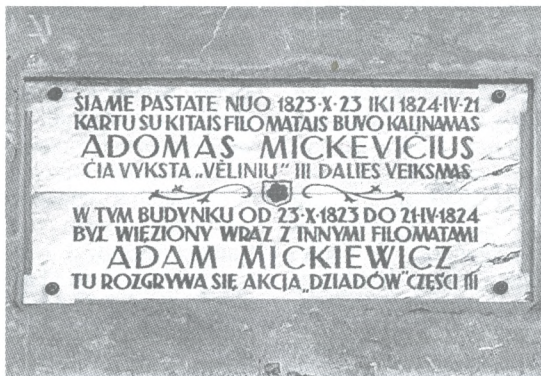 ŠIAME PASTATE NUO 1823·X·23 IKI 1824·IV·21
KARTU SU KITAIS FILOMATAIS BUVO KALINAMAS
ADOMAS MICKEVIČIUS
ČIA VYKSTA „VĖLINIŲ” III DALIES VEIKSMAS
W TYM BUDYNKU OD 23·X·1823 DO 21·IV·1824
BYŁ WIĘZIONY WRAZ Z INNYMI FILOMATAMI
ADAM MICKIEWICZ
TU ROZGRYWA SIĘ AKCJA „DZIADÓW” CZĘŚCI III